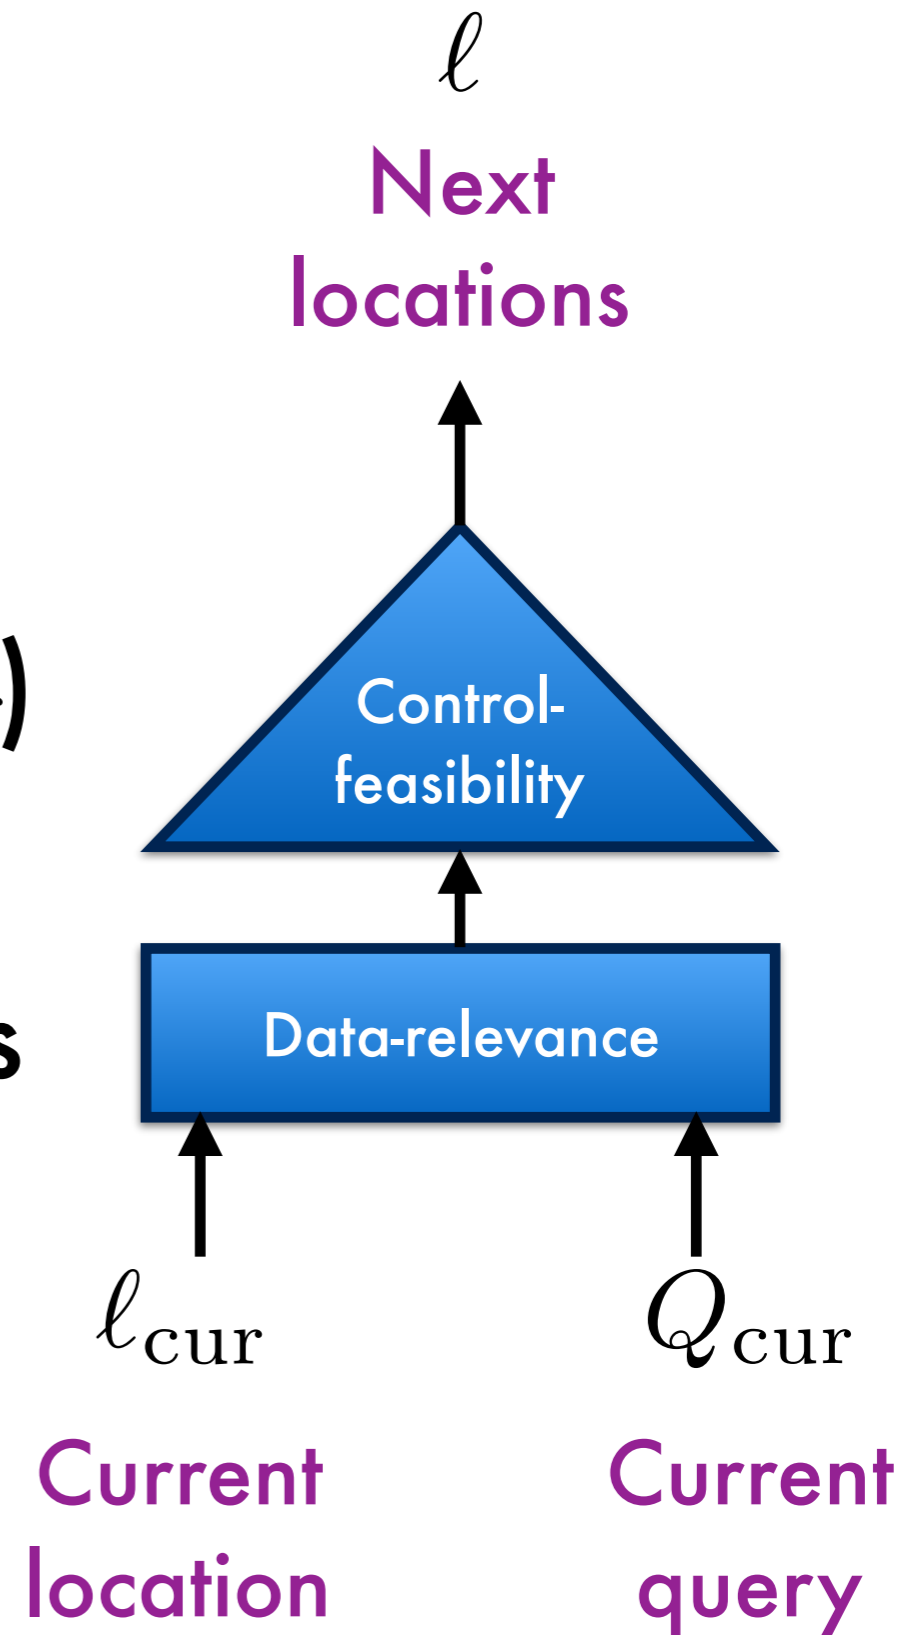 ℓ
Next
locations
)
Control-
feasibility
s
Data-relevance
ℓcur Qcur
Current Current
location query